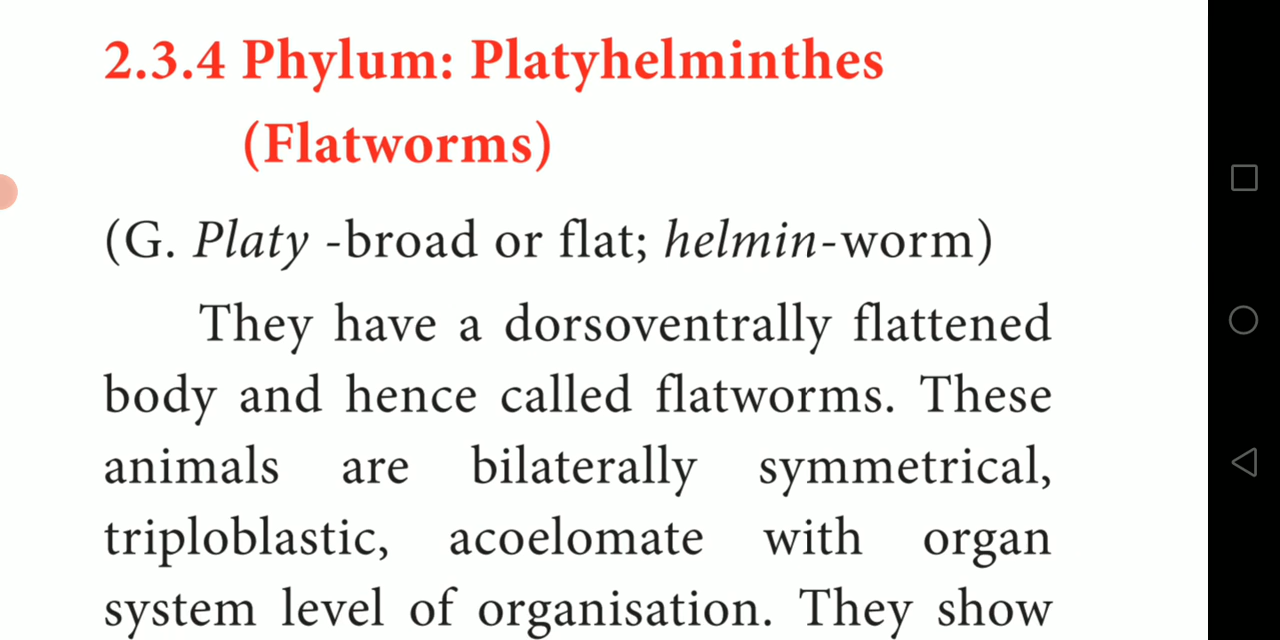 2.3.4 Phylum: Platyhelminthes
(Flatworms)
(G. Platy -broad or flat; helmin-worm)
They have a dorsoventrally flattened
body and hence called flatworms. These
animals are bilaterally symmetrical,
triploblastic, acoelomate with organ
system level of organisation. They show